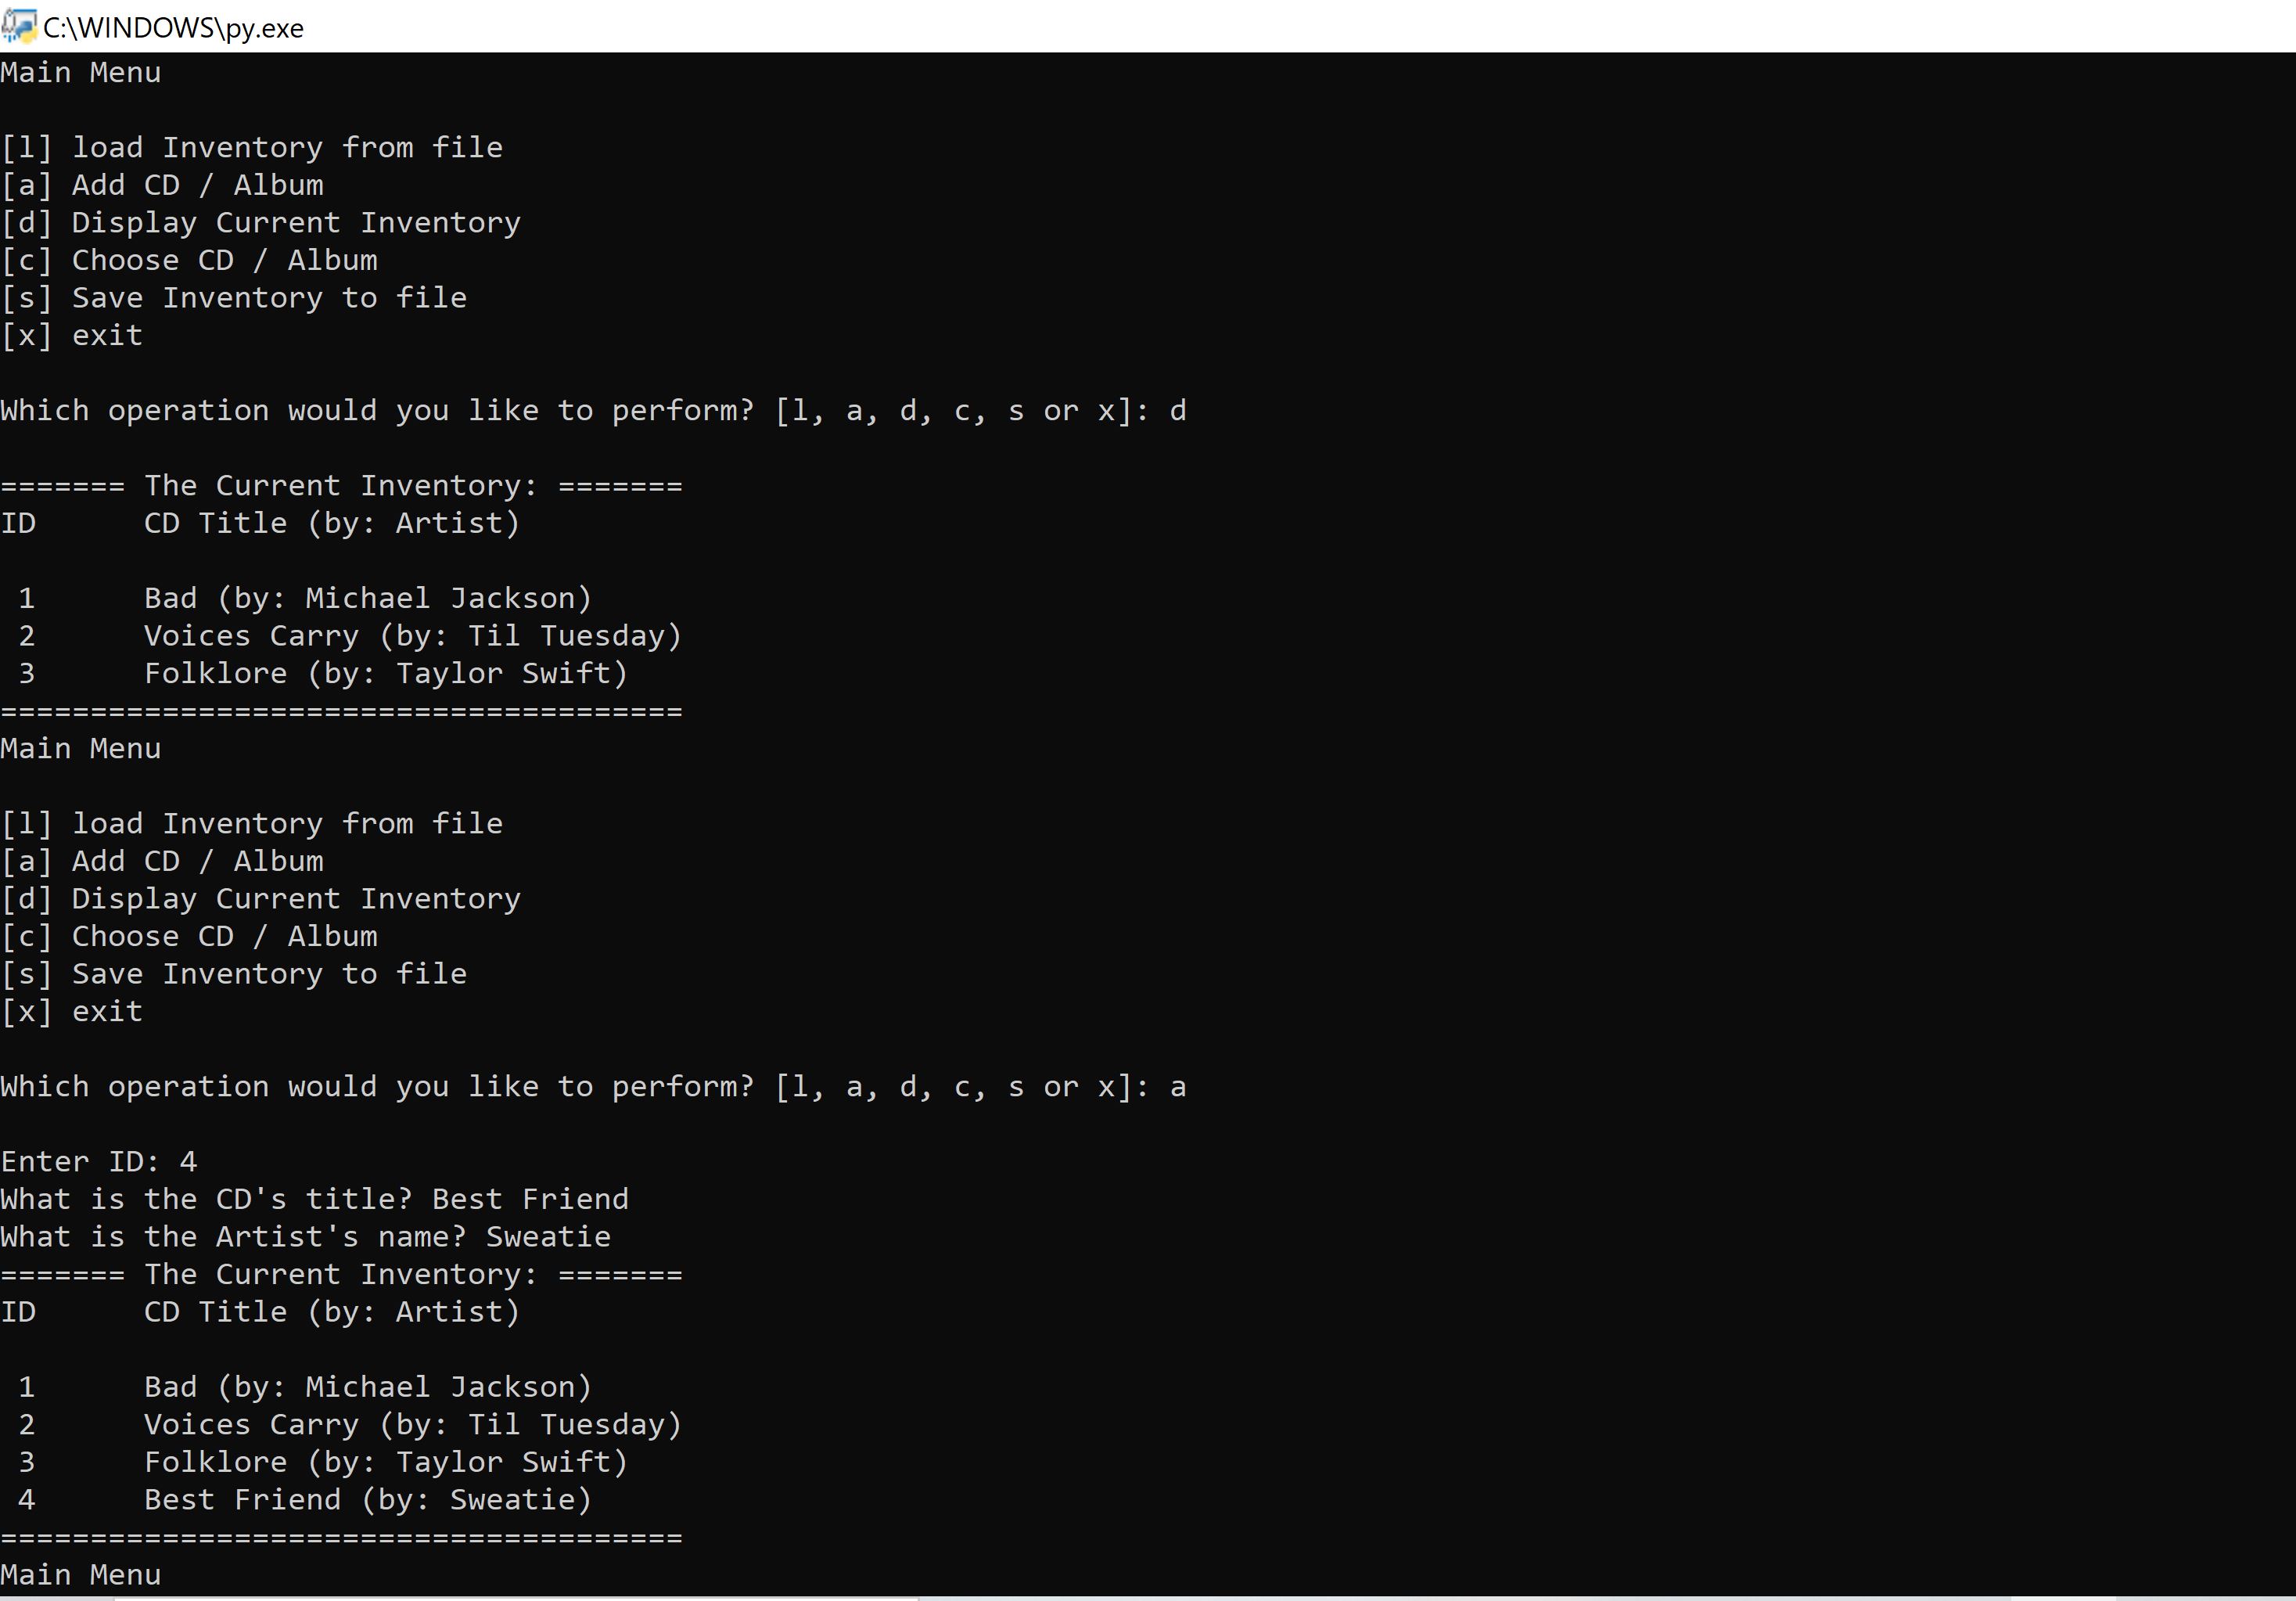 C:\WINDOWS\py.exe
Main Menu
[l] load Inventory from file
[a] Add CD / Album
[d] Display Current Inventory
[c] Choose CD / Album
[s] Save Inventory to file
[x] exit
Which operation would you like to perform? [l, a, d, c, s or x]: d
======= The Current Inventory: =======
ID      CD Title (by: Artist)
 1      Bad (by: Michael Jackson)
 2      Voices Carry (by: Til Tuesday)
 3      Folklore (by: Taylor Swift)
======================================
Main Menu
[l] load Inventory from file
[a] Add CD / Album
[d] Display Current Inventory
[c] Choose CD / Album
[s] Save Inventory to file
[x] exit
Which operation would you like to perform? [l, a, d, c, s or x]: a
Enter ID: 4
What is the CD's title? Best Friend
What is the Artist's name? Sweatie
======= The Current Inventory: =======
ID      CD Title (by: Artist)
 1      Bad (by: Michael Jackson)
 2      Voices Carry (by: Til Tuesday)
 3      Folklore (by: Taylor Swift)
 4      Best Friend (by: Sweatie)
======================================
Main Menu